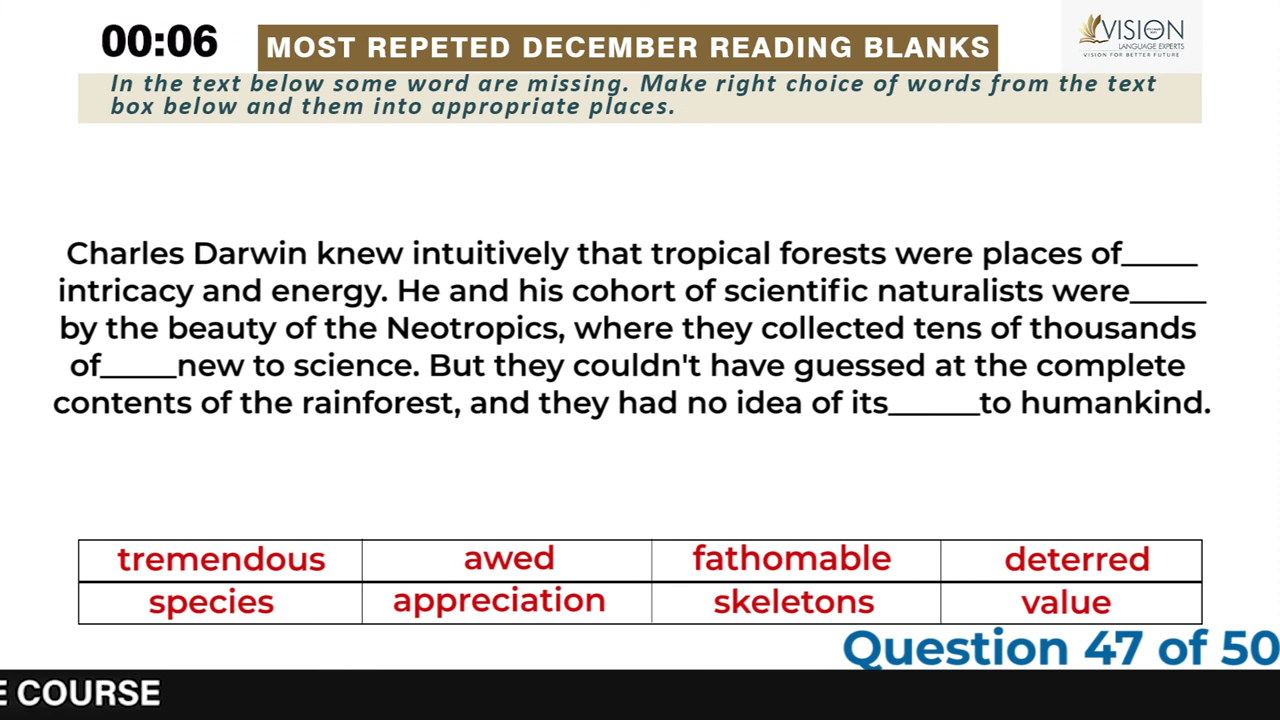 00:06
MOST REPETED DECEMBER READING BLANKS
VISION
LANGUAGE EXPERTS
VISION FOR BETTER FUTURE
In the text below some word are missing. Make right choice of words from the text
box below and them into appropriate places.
Charles Darwin knew intuitively that tropical forests were places of_____
intricacy and energy. He and his cohort of scientific naturalists were_____
by the beauty of the Neotropics, where they collected tens of thousands
of_____new to science. But they couldn't have guessed at the complete
contents of the rainforest, and they had no idea of its______to humankind.
tremendous awed fathomable deterred
species appreciation skeletons value
Question 47 of 50
E COURSE